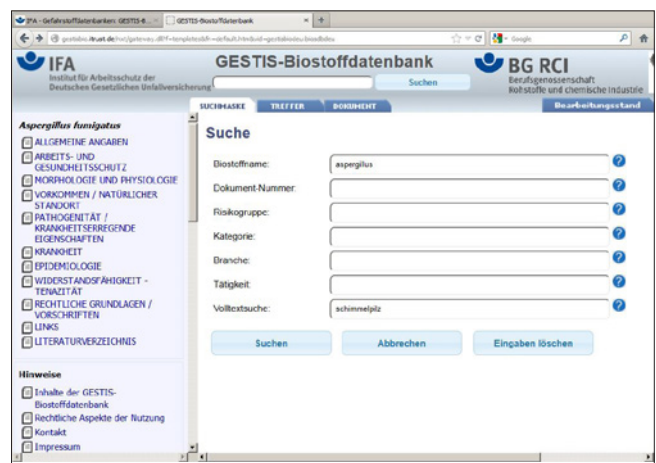 IFA - Gefahrstoffdatenbanken: GESTIS-B...
GESTIS-Biostoffdatenbank
Google
IFA
Institut für Arbeitsschutz der
Deutschen Gesetzlichen Unfallversicherung
GESTIS-Biostoffdatenbank
Suchen
BG RCI
Berufsgenossenschaft
Rohstoffe und chemische Industrie
SUCHMASKE
TREFFER
DOKUMENT
Bearbeitungsstand
Aspergillus fumigatus
ALLGEMEINE ANGABEN
ARBEITS- UND
GESUNDHEITSSCHUTZ
MORPHOLOGIE UND PHYSIOLOGIE
VORKOMMEN / NATÜRLICHER
STANDORT
PATHOGENITÄT /
KRANKHEITSERREGENDE
EIGENSCHAFTEN
KRANKHEIT
EPIDEMIOLOGIE
WIDERSTANDSFÄHIGKEIT -
TENAZITÄT
RECHTLICHE GRUNDLAGEN /
VORSCHRIFTEN
LINKS
LITERATURVERZEICHNIS
Hinweise
Inhalte der GESTIS-
Biostoffdatenbank
Rechtliche Aspekte der Nutzung
Kontakt
Impressum
Suche
Biostoffname: aspergillus
Dokument-Nummer:
Risikogruppe:
Kategorie:
Branche:
Tätigkeit:
Volltextsuche: schimmelpilz
Suchen
Abbrechen
Eingaben löschen